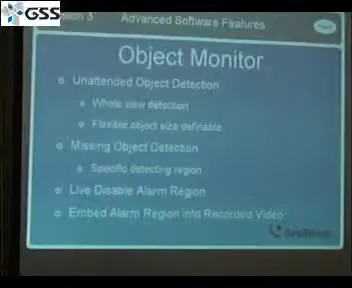 GSS
Advanced Software Features
Object Monitor
Unattended Object Detection
Whole view detection
Flexible object size definable
Missing Object Detection
Specific detecting region
Live Disable Alarm Region
Embed Alarm Region into Recorded Video